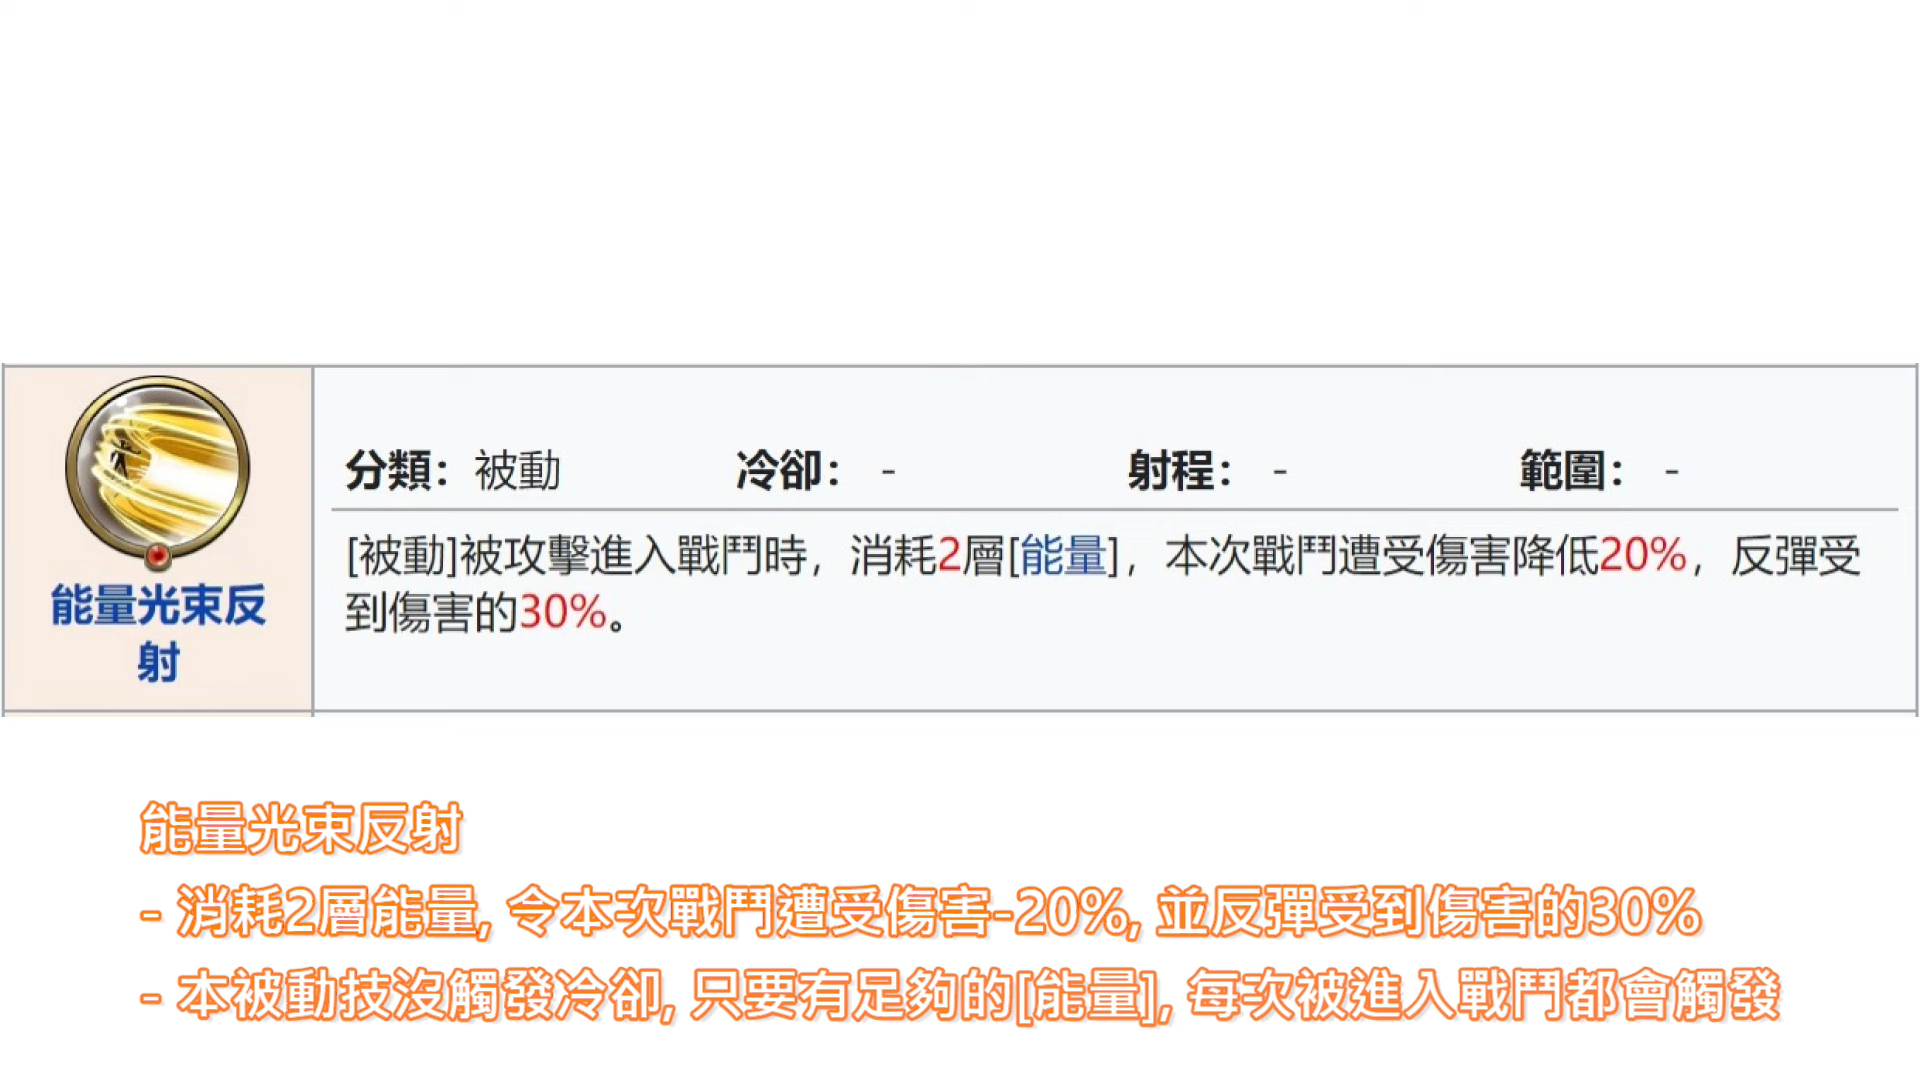 能量光束反
射
分類：被動 冷卻： - 射程： - 範圍： -
[被動]被攻擊進入戰鬥時，消耗2層[能量]，本次戰鬥遭受傷害降低20%，反彈受
到傷害的30%。
能量光束反射
- 消耗2層能量, 令本次戰鬥遭受傷害-20%, 並反彈受到傷害的30%
- 本被動技沒觸發冷卻, 只要有足夠的[能量], 每次被進入戰鬥都會觸發